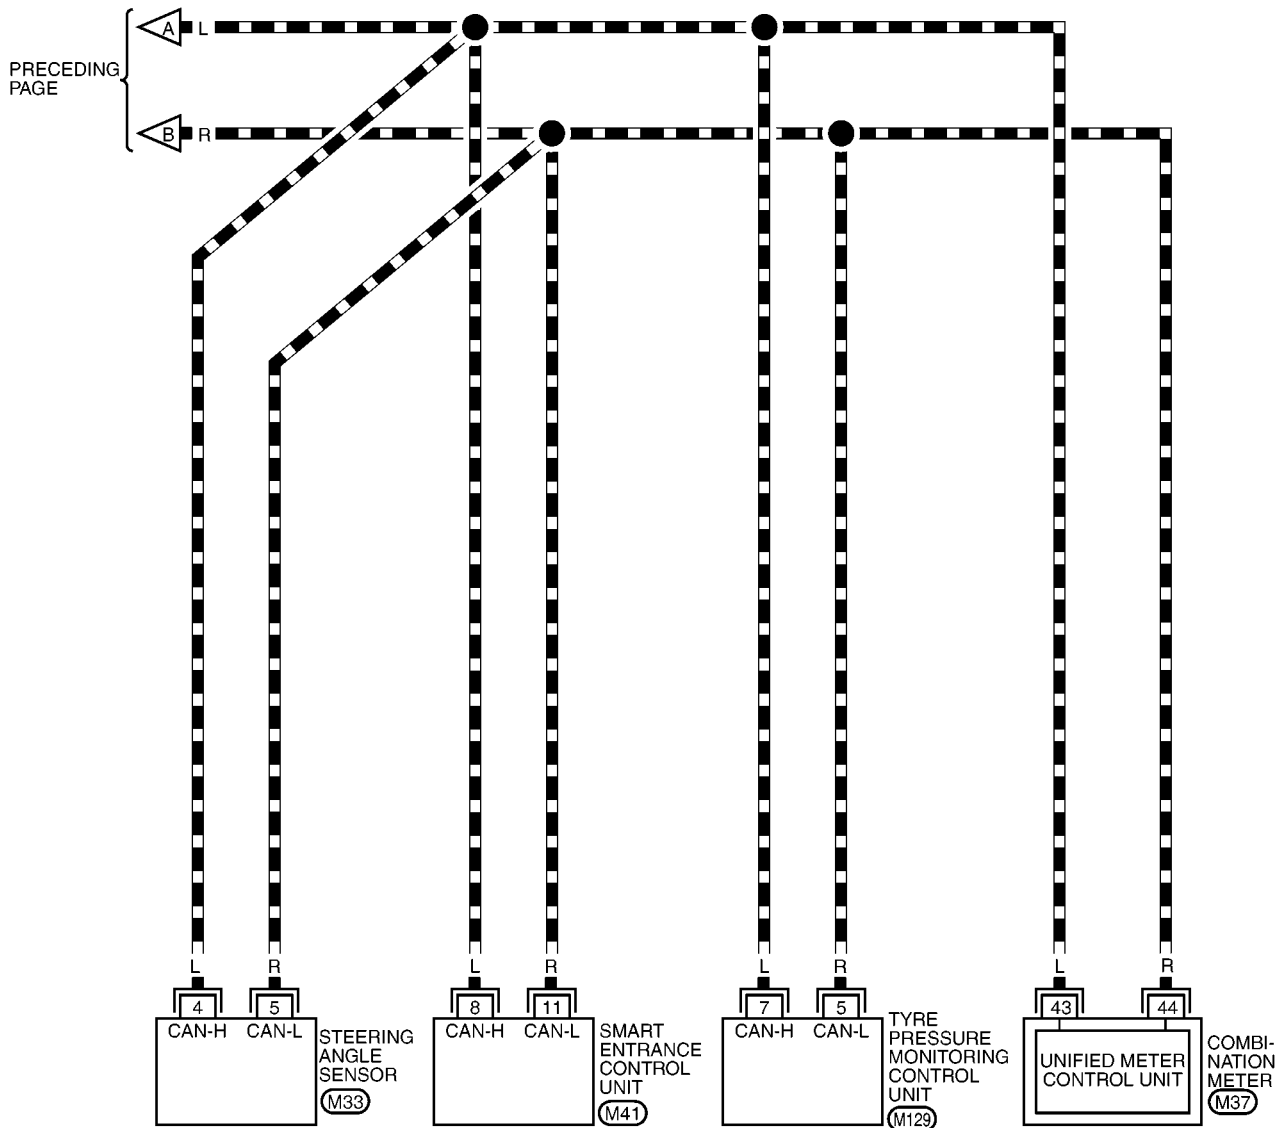 A L
PRECEDING
PAGE
B R
L R L R L R L R
4 5 8 11 7 5 43 44
CAN-H CAN-L
STEERING
ANGLE
SENSOR
M33
CAN-H CAN-L
SMART
ENTRANCE
CONTROL
UNIT
M41
CAN-H CAN-L
TYRE
PRESSURE
MONITORING
CONTROL
UNIT
M129
UNIFIED METER
CONTROL UNIT
COMBI-
NATION
METER
M37